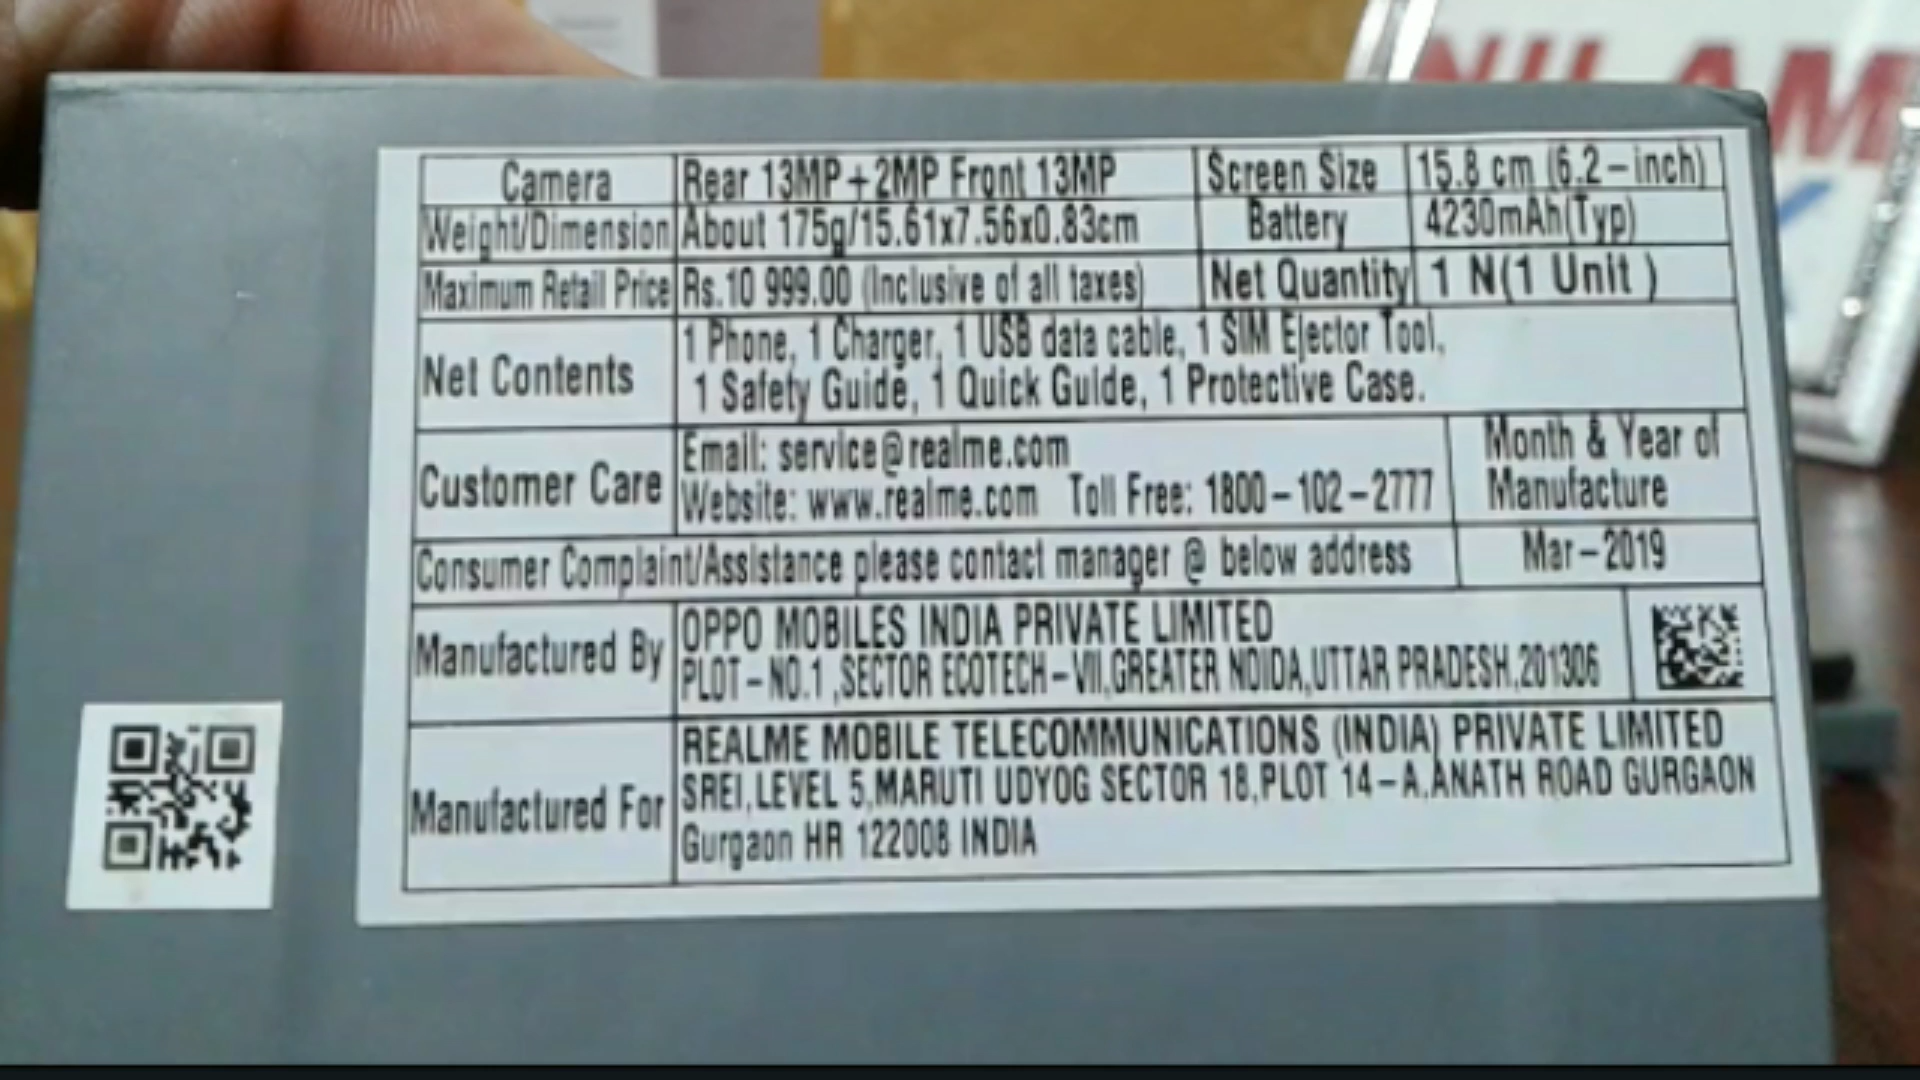 NILAM
Camera Rear 13MP+2MP Front 13MP Screen Size 15.8 cm (6.2-inch)
Weight/Dimension About 175g/15.61x7.56x0.83cm Battery 4230mAh(Typ)
Maximum Retail Price Rs.10 999.00 (Inclusive of all taxes) Net Quantity 1 N(1 Unit )
Net Contents 1 Phone, 1 Charger, 1 USB data cable, 1 SIM Ejector Tool,
1 Safety Guide, 1 Quick Guide, 1 Protective Case.
Customer Care Email: service@realme.com
Website: www.realme.com Toll Free: 1800-102-2777
Month & Year of
Manufacture
Consumer Complaint/Assistance please contact manager @ below address Mar-2019
Manufactured By OPPO MOBILES INDIA PRIVATE LIMITED
PLOT-NO.1 ,SECTOR ECOTECH-VII,GREATER NOIDA,UTTAR PRADESH,201306
Manufactured For REALME MOBILE TELECOMMUNICATIONS (INDIA) PRIVATE LIMITED
SREI,LEVEL 5,MARUTI UDYOG SECTOR 18,PLOT 14-A,ANATH ROAD GURGAON
Gurgaon HR 122008 INDIA